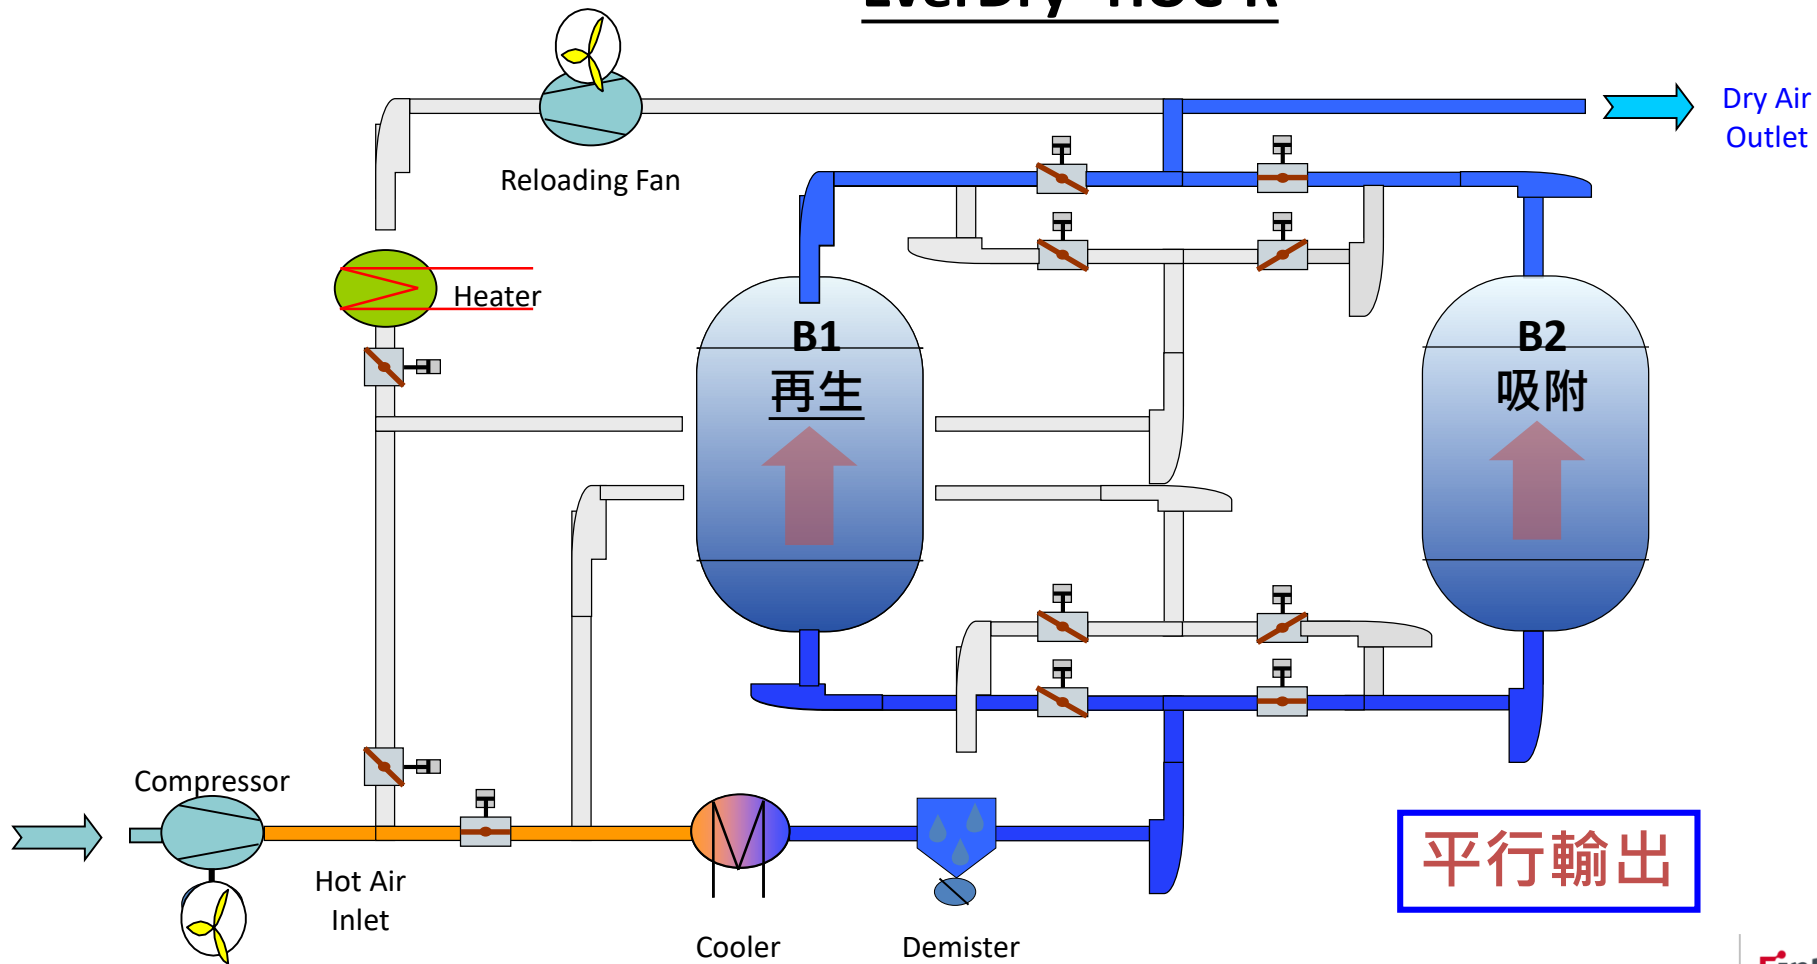 Dry Air
Outlet
Reloading Fan
Heater
B1
再生
B2
吸附
Compressor
Hot Air
Inlet
Cooler
Demister
平行輸出